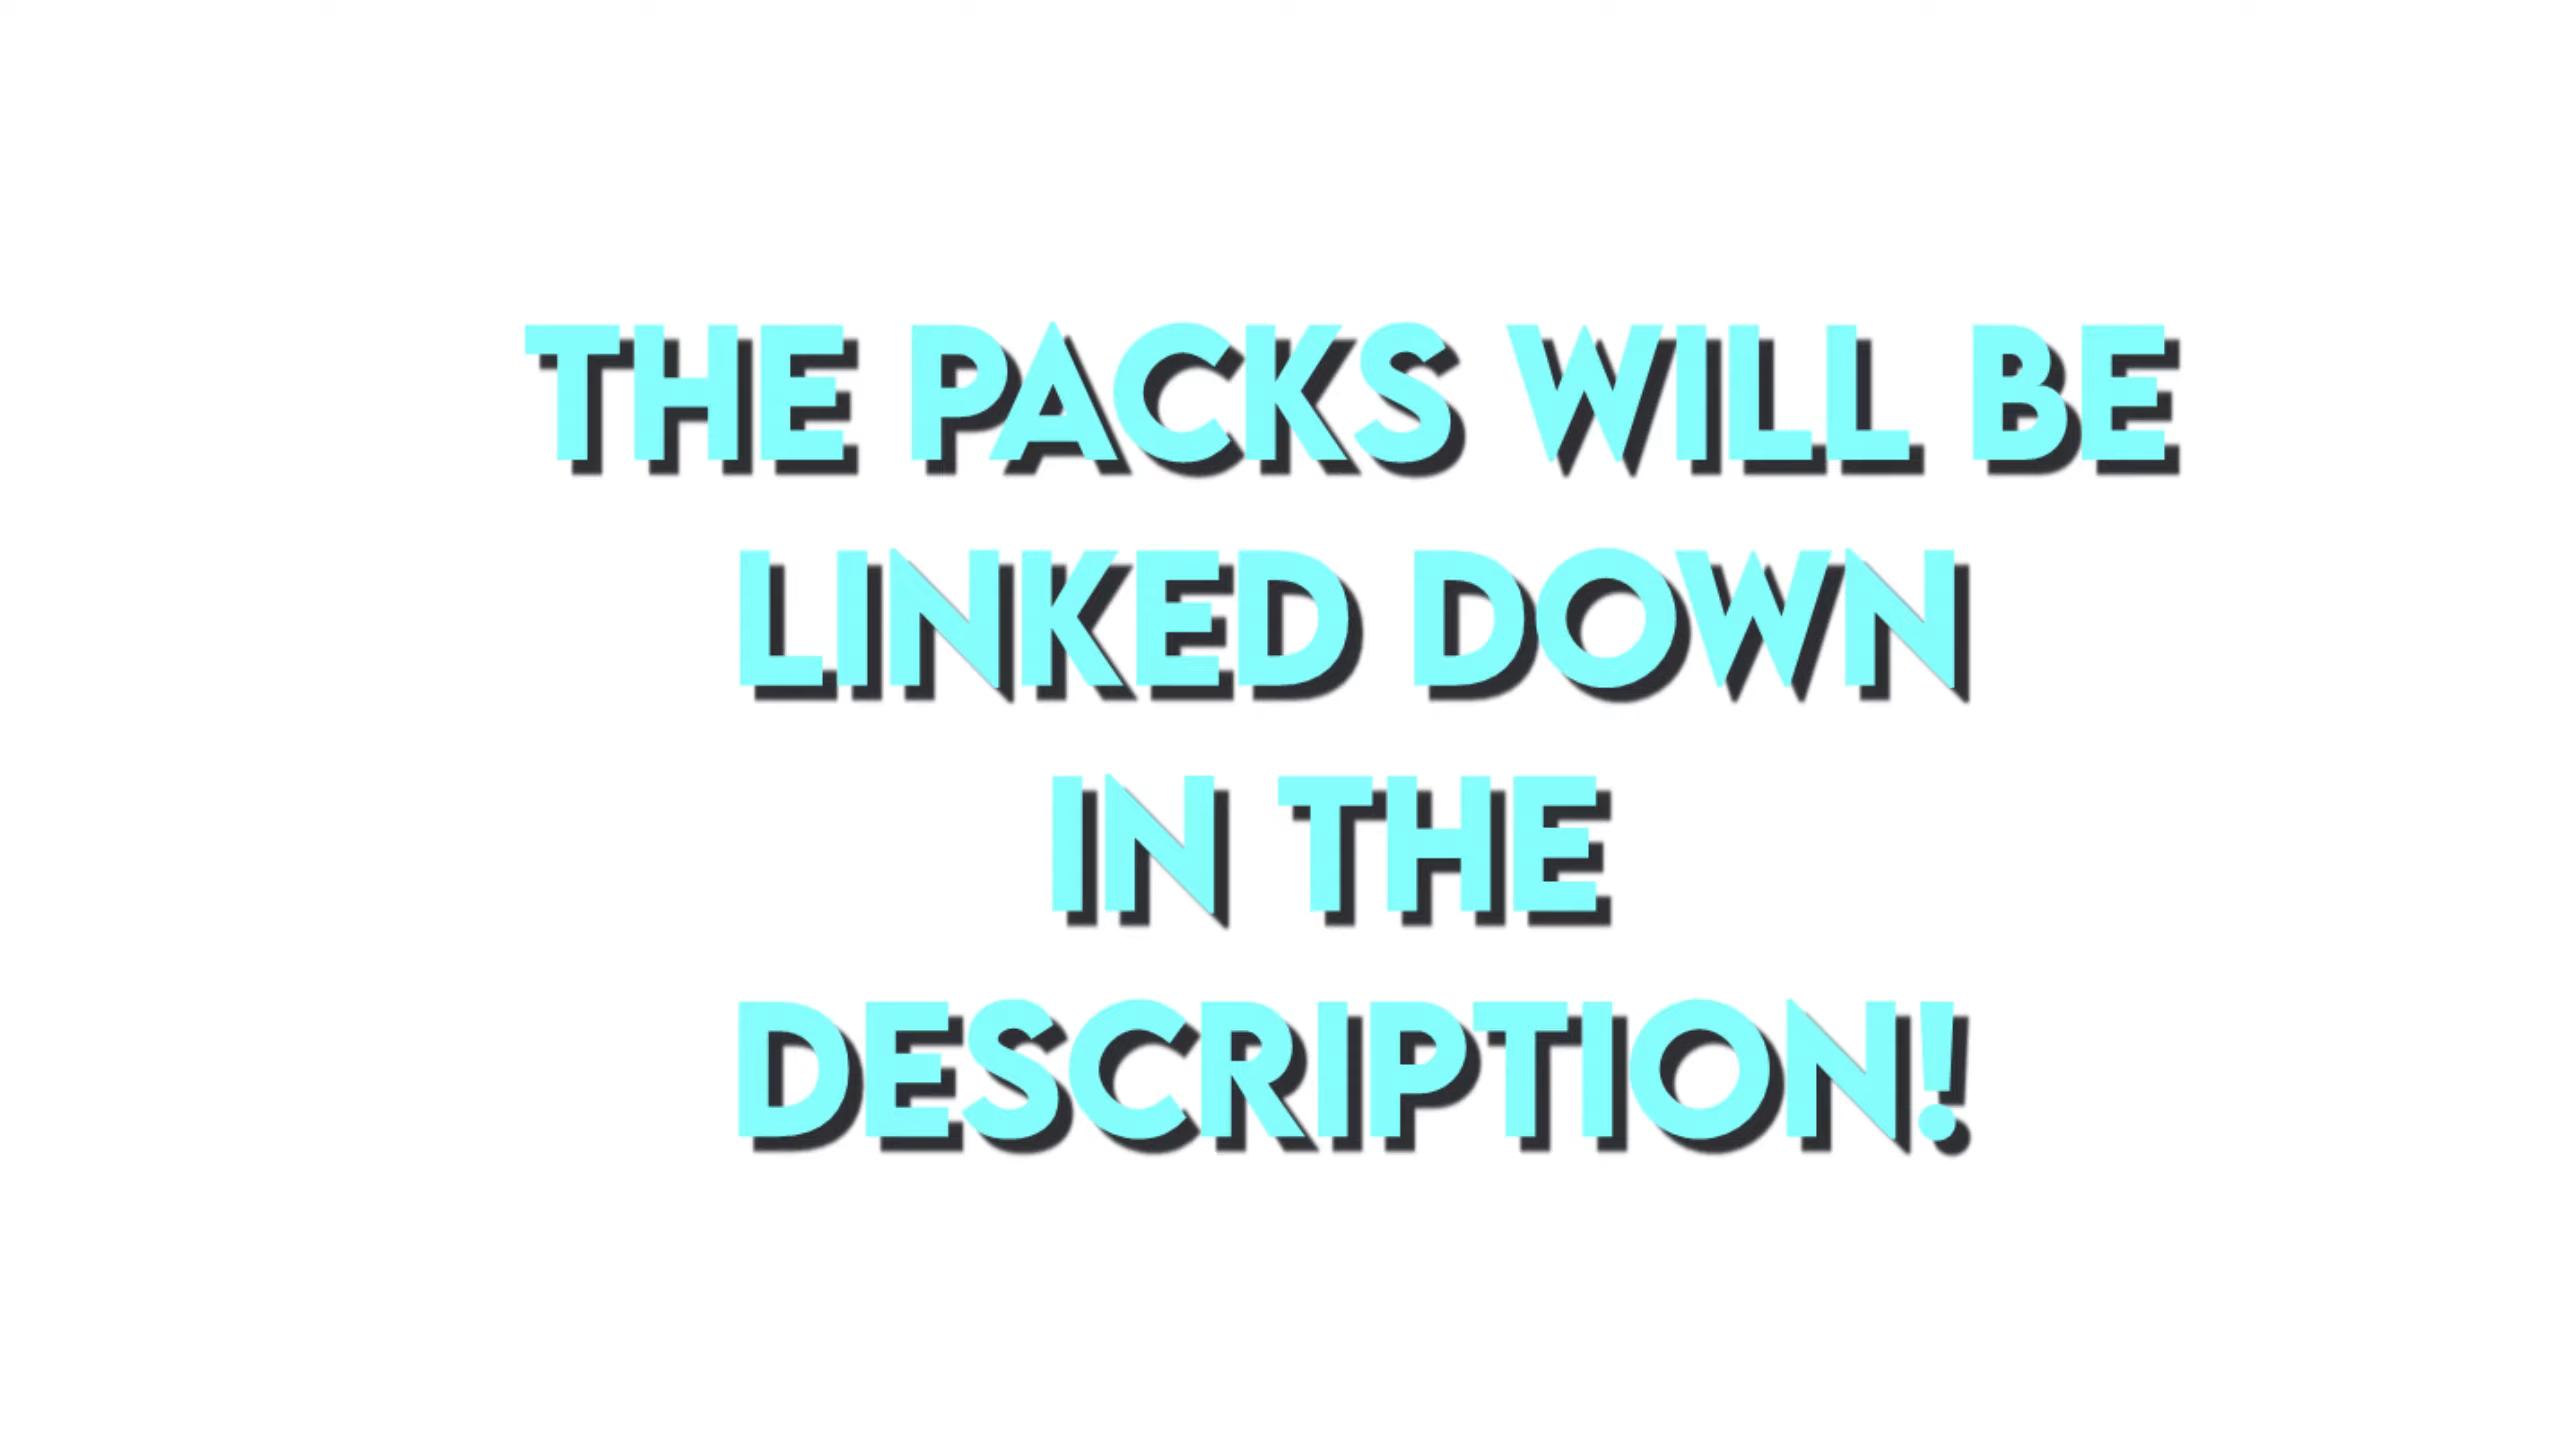 THE PACKS WILL BE
LINKED DOWN
IN THE
DESCRIPTION!